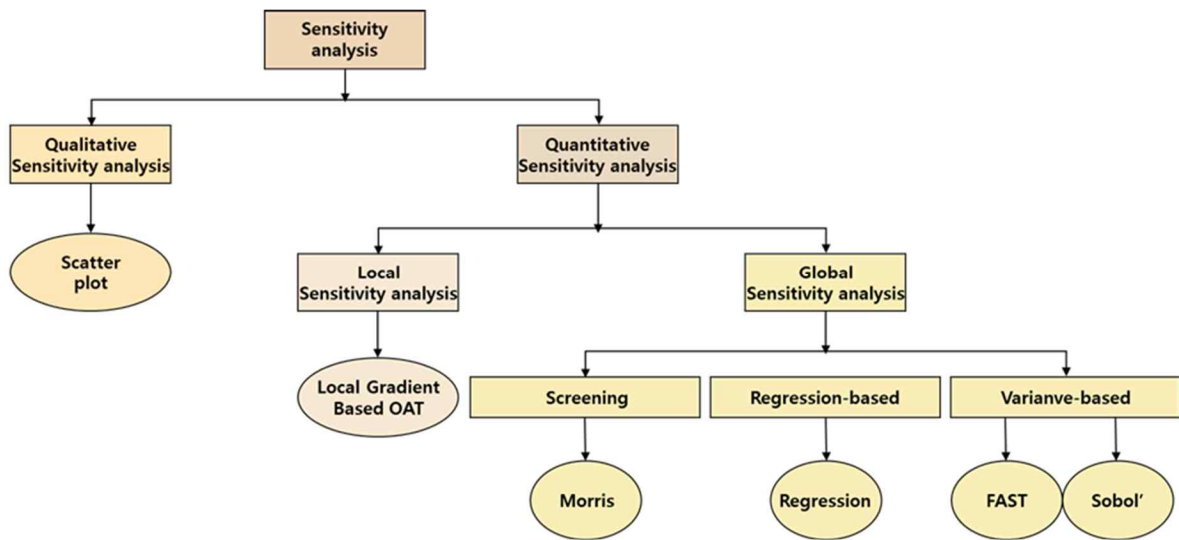 Sensitivity
analysis
Qualitative
Sensitivity analysis
Quantitative
Sensitivity analysis
Scatter
plot
Local
Sensitivity analysis
Global
Sensitivity analysis
Local Gradient
Based OAT
Screening
Regression-based
Varianve-based
Morris
Regression
FAST
Sobol’